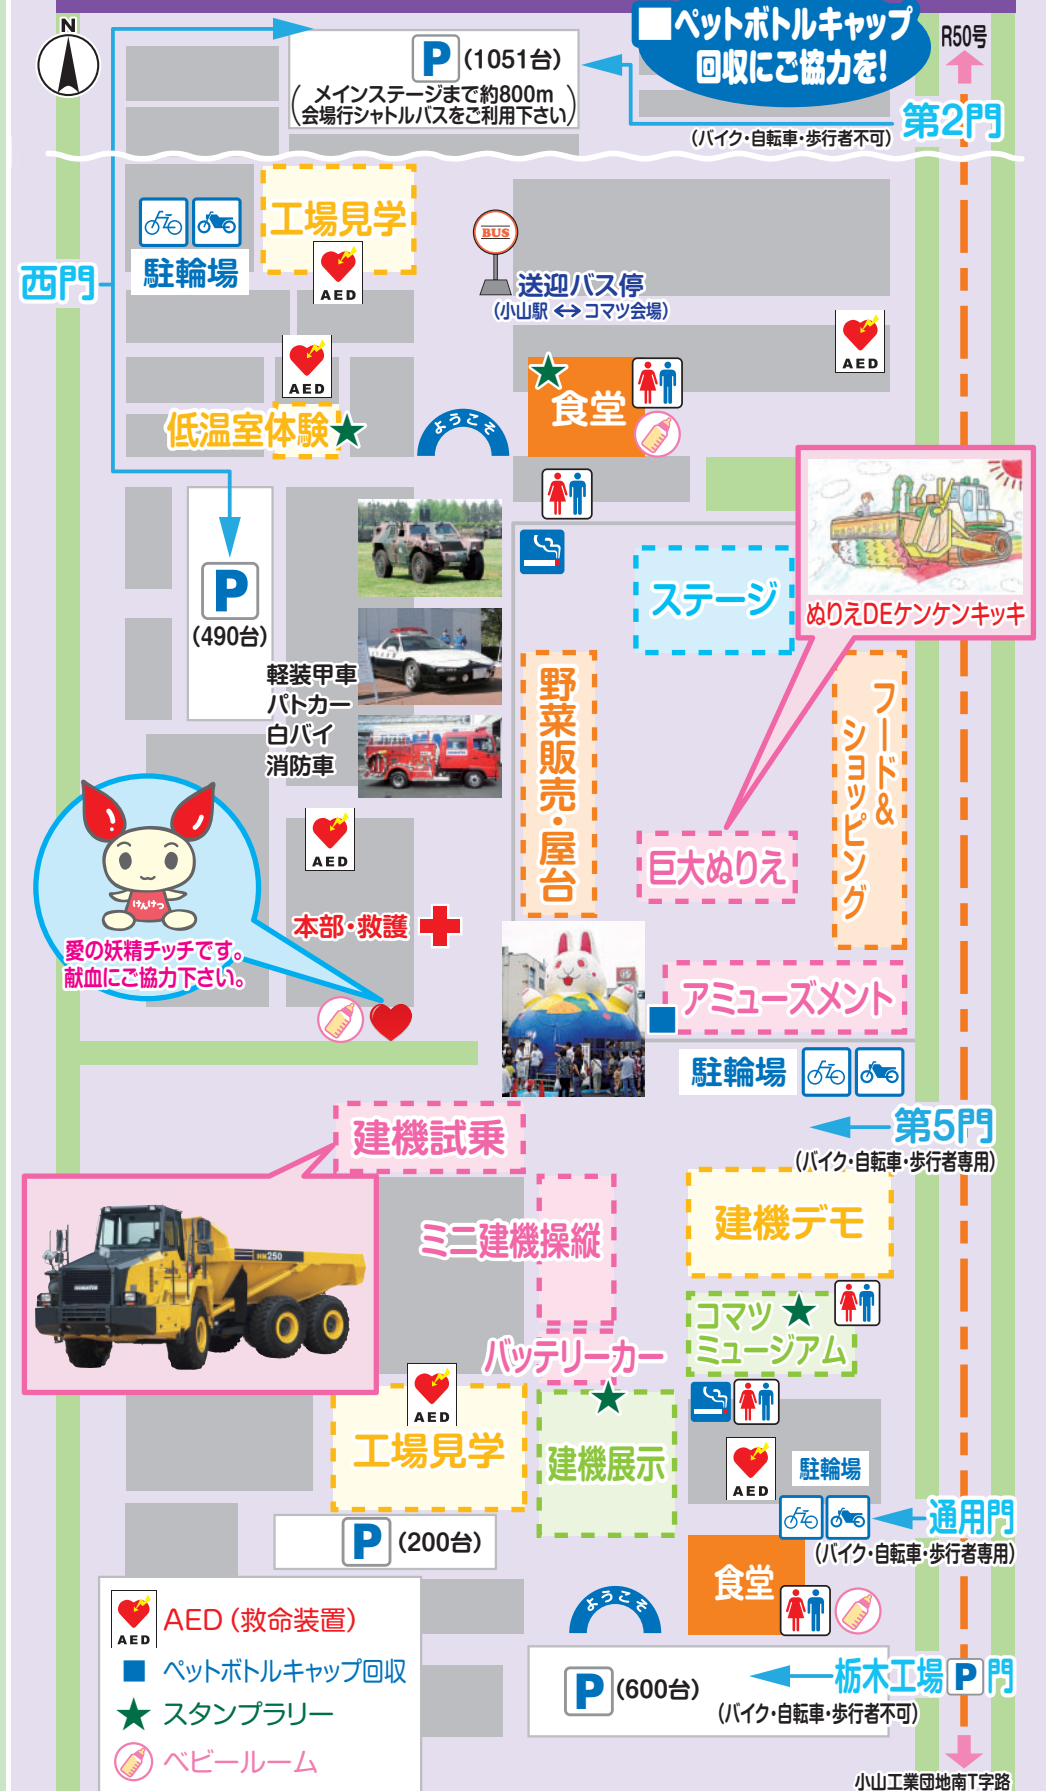 N
P (1051台)
メインステージまで約800m
会場行シャトルバスをご利用下さい
■ペットボトルキャップ
回収にご協力を!
R50号
第2門
(バイク・自転車・歩行者不可)
工場見学
駐輪場
西門
AED
BUS
送迎バス停
(小山駅 ↔ コマツ会場)
AED
AED
食堂
低温室体験
ようこそ
P
(490台)
ステージ
ぬりえDEケンケンキッキ
軽装甲車
パトカー
白バイ
消防車
野菜販売・屋台
フード&
ショッピング
AED
巨大ぬりえ
けんけつ
本部・救護
愛の妖精チッチです。
献血にご協力下さい。
アミューズメント
駐輪場
建機試乗
第5門
(バイク・自転車・歩行者専用)
ミニ建機操縦
建機デモ
HM250
KOMATSU
コマツ
ミュージアム
バッテリーカー
AED
工場見学
建機展示
AED
駐輪場
通用門
(バイク・自転車・歩行者専用)
P (200台)
食堂
ようこそ
AED
AED(救命装置)
ペットボトルキャップ回収
スタンプラリー
ベビールーム
P (600台)
栃木工場P門
(バイク・自転車・歩行者不可)
小山工業団地南T字路